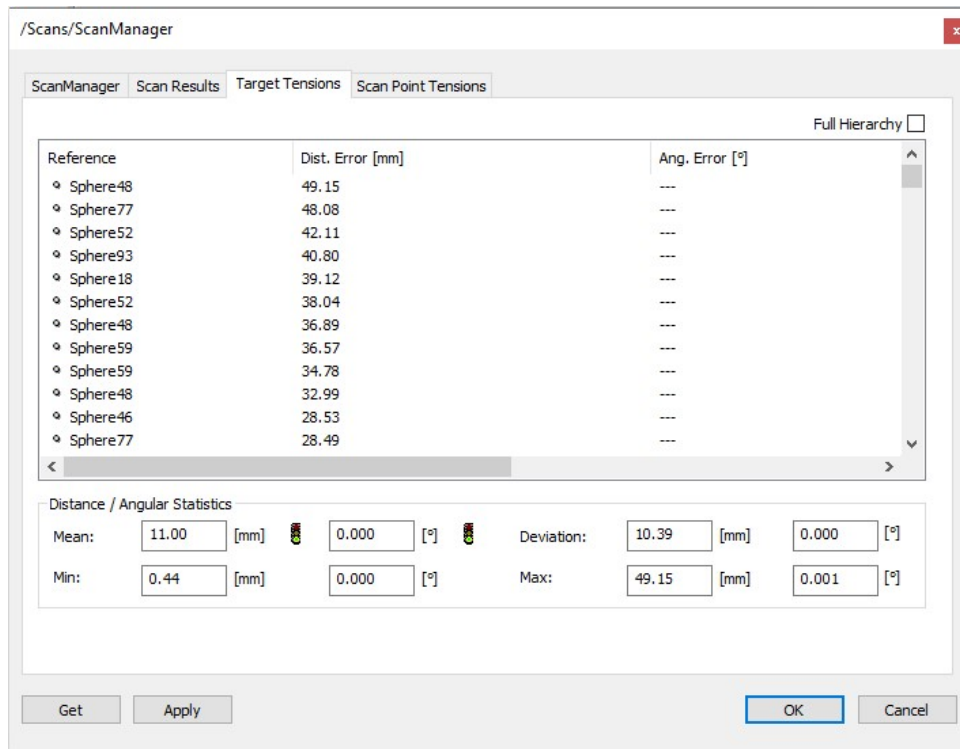 /Scans/ScanManager
x
ScanManager Scan Results Target Tensions Scan Point Tensions
Full Hierarchy
Reference Dist. Error [mm] Ang. Error [º]
Sphere48 49.15 ---
Sphere77 48.08 ---
Sphere52 42.11 ---
Sphere93 40.80 ---
Sphere18 39.12 ---
Sphere52 38.04 ---
Sphere48 36.89 ---
Sphere59 36.57 ---
Sphere59 34.78 ---
Sphere48 32.99 ---
Sphere46 28.53 ---
Sphere77 28.49 ---
Distance / Angular Statistics
Mean: 11.00 [mm] 0.000 [º] Deviation: 10.39 [mm] 0.000 [º]
Min: 0.44 [mm] 0.000 [º] Max: 49.15 [mm] 0.001 [º]
Get Apply OK Cancel